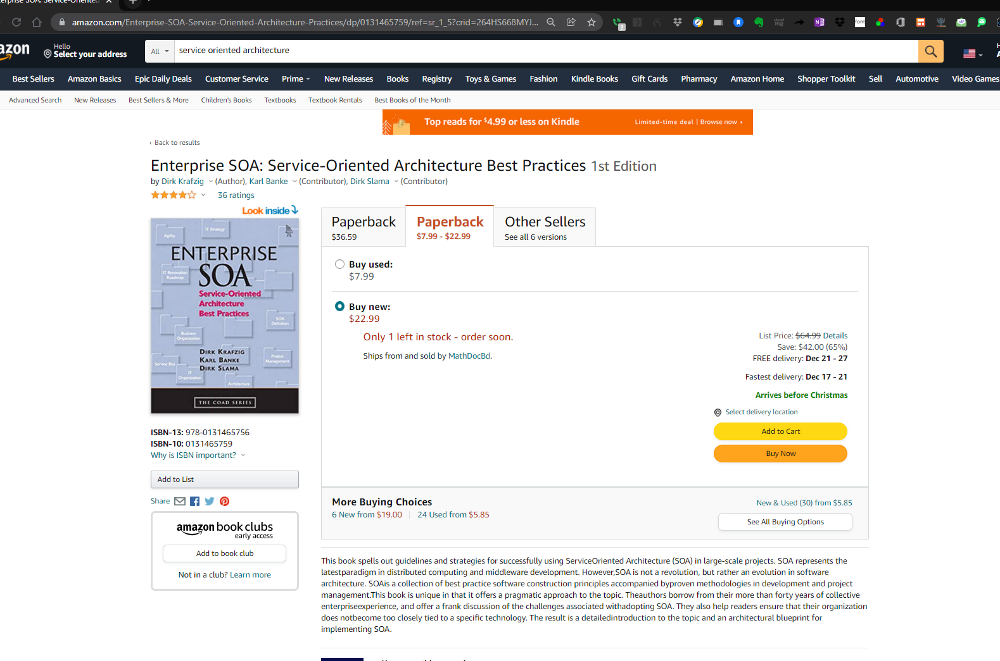 erprise SOA: Service-Oriented
amazon.com/Enterprise-SOA-Service-Oriented-Architecture-Practices/dp/0131465759/ref=sr_1_5?crid=264HS668MYJ...
azon
Hello
Select your address
All
service oriented architecture
Best Sellers Amazon Basics Epic Daily Deals Customer Service Prime New Releases Books Registry Toys & Games Fashion Kindle Books Gift Cards Pharmacy Amazon Home Shopper Toolkit Sell Automotive Video Games
Advanced Search New Releases Best Sellers & More Children's Books Textbooks Textbook Rentals Best Books of the Month
Top reads for $4.99 or less on Kindle Limited-time deal | Browse now ›
‹ Back to results
Enterprise SOA: Service-Oriented Architecture Best Practices 1st Edition
by Dirk Krafzig (Author), Karl Banke (Contributor), Dirk Slama (Contributor)
36 ratings
Look inside
IT Strategy
Agility
ENTERPRISE
SOA
IT Renovation
Roadmap
Service-Oriented
Architecture
Best Practices
SOA
Definition
Business
Organization
DIRK KRAFZIG
KARL BANKE
DIRK SLAMA
Project
Management
Service Bus
IT
Organization
Architecture
THE COAD SERIES
ISBN-13: 978-0131465756
ISBN-10: 0131465759
Why is ISBN important?
Add to List
Share
amazon book clubs
early access
Add to book club
Not in a club? Learn more
Paperback
$36.59
Paperback
$7.99 - $22.99
Other Sellers
See all 6 versions
Buy used:
$7.99
Buy new:
$22.99
Only 1 left in stock - order soon.
Ships from and sold by MathDocBd.
List Price: $64.99 Details
Save: $42.00 (65%)
FREE delivery: Dec 21 - 27
Fastest delivery: Dec 17 - 21
Arrives before Christmas
Select delivery location
Add to Cart
Buy Now
More Buying Choices
6 New from $19.00 | 24 Used from $5.85
New & Used (30) from $5.85
See All Buying Options
This book spells out guidelines and strategies for successfully using ServiceOriented Architecture (SOA) in large-scale projects. SOA represents the
latestparadigm in distributed computing and middleware development. However,SOA is not a revolution, but rather an evolution in software
architecture. SOAis a collection of best practice software construction principles accompanied byproven methodologies in development and project
management.This book is unique in that it offers a pragmatic approach to the topic. Theauthors borrow from their more than forty years of collective
enterpriseexperience, and offer a frank discussion of the challenges associated withadopting SOA. They also help readers ensure that their organization
does notbecome too closely tied to a specific technology. The result is a detailedintroduction to the topic and an architectural blueprint for
implementing SOA.